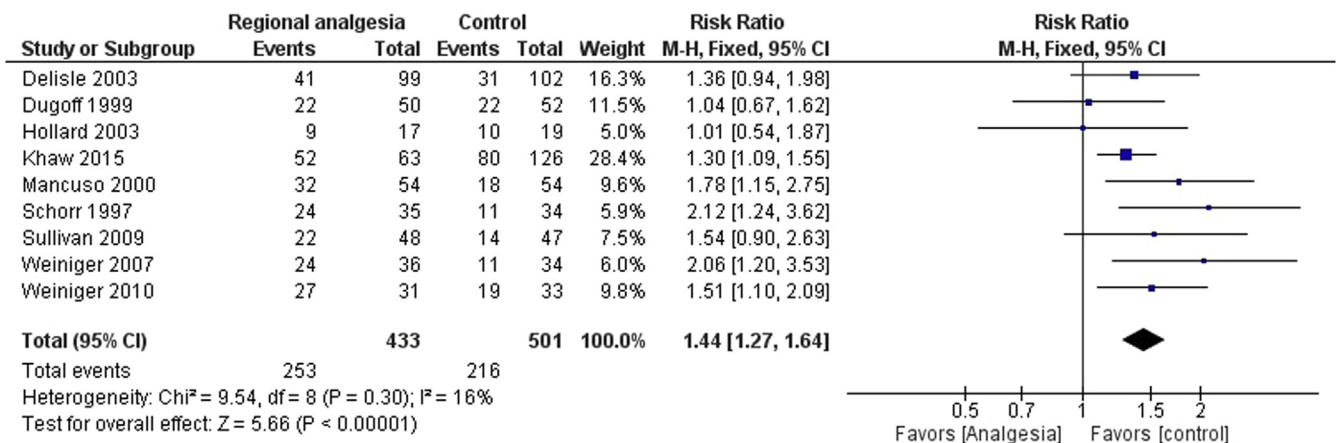 Regional analgesia Control Risk Ratio Risk Ratio
Study or Subgroup Events Total Events Total Weight M-H, Fixed, 95% CI M-H, Fixed, 95% CI
Delisle 2003 41 99 31 102 16.3% 1.36 [0.94, 1.98]
Dugoff 1999 22 50 22 52 11.5% 1.04 [0.67, 1.62]
Hollard 2003 9 17 10 19 5.0% 1.01 [0.54, 1.87]
Khaw 2015 52 63 80 126 28.4% 1.30 [1.09, 1.55]
Mancuso 2000 32 54 18 54 9.6% 1.78 [1.15, 2.75]
Schorr 1997 24 35 11 34 5.9% 2.12 [1.24, 3.62]
Sullivan 2009 22 48 14 47 7.5% 1.54 [0.90, 2.63]
Weiniger 2007 24 36 11 34 6.0% 2.06 [1.20, 3.53]
Weiniger 2010 27 31 19 33 9.8% 1.51 [1.10, 2.09]
Total (95% CI) 433 501 100.0% 1.44 [1.27, 1.64]
Total events 253 216
Heterogeneity: Chi² = 9.54, df = 8 (P = 0.30); I² = 16%
Test for overall effect: Z = 5.66 (P < 0.00001)
0.5 0.7 1 1.5 2
Favors [Analgesia] Favors [control]